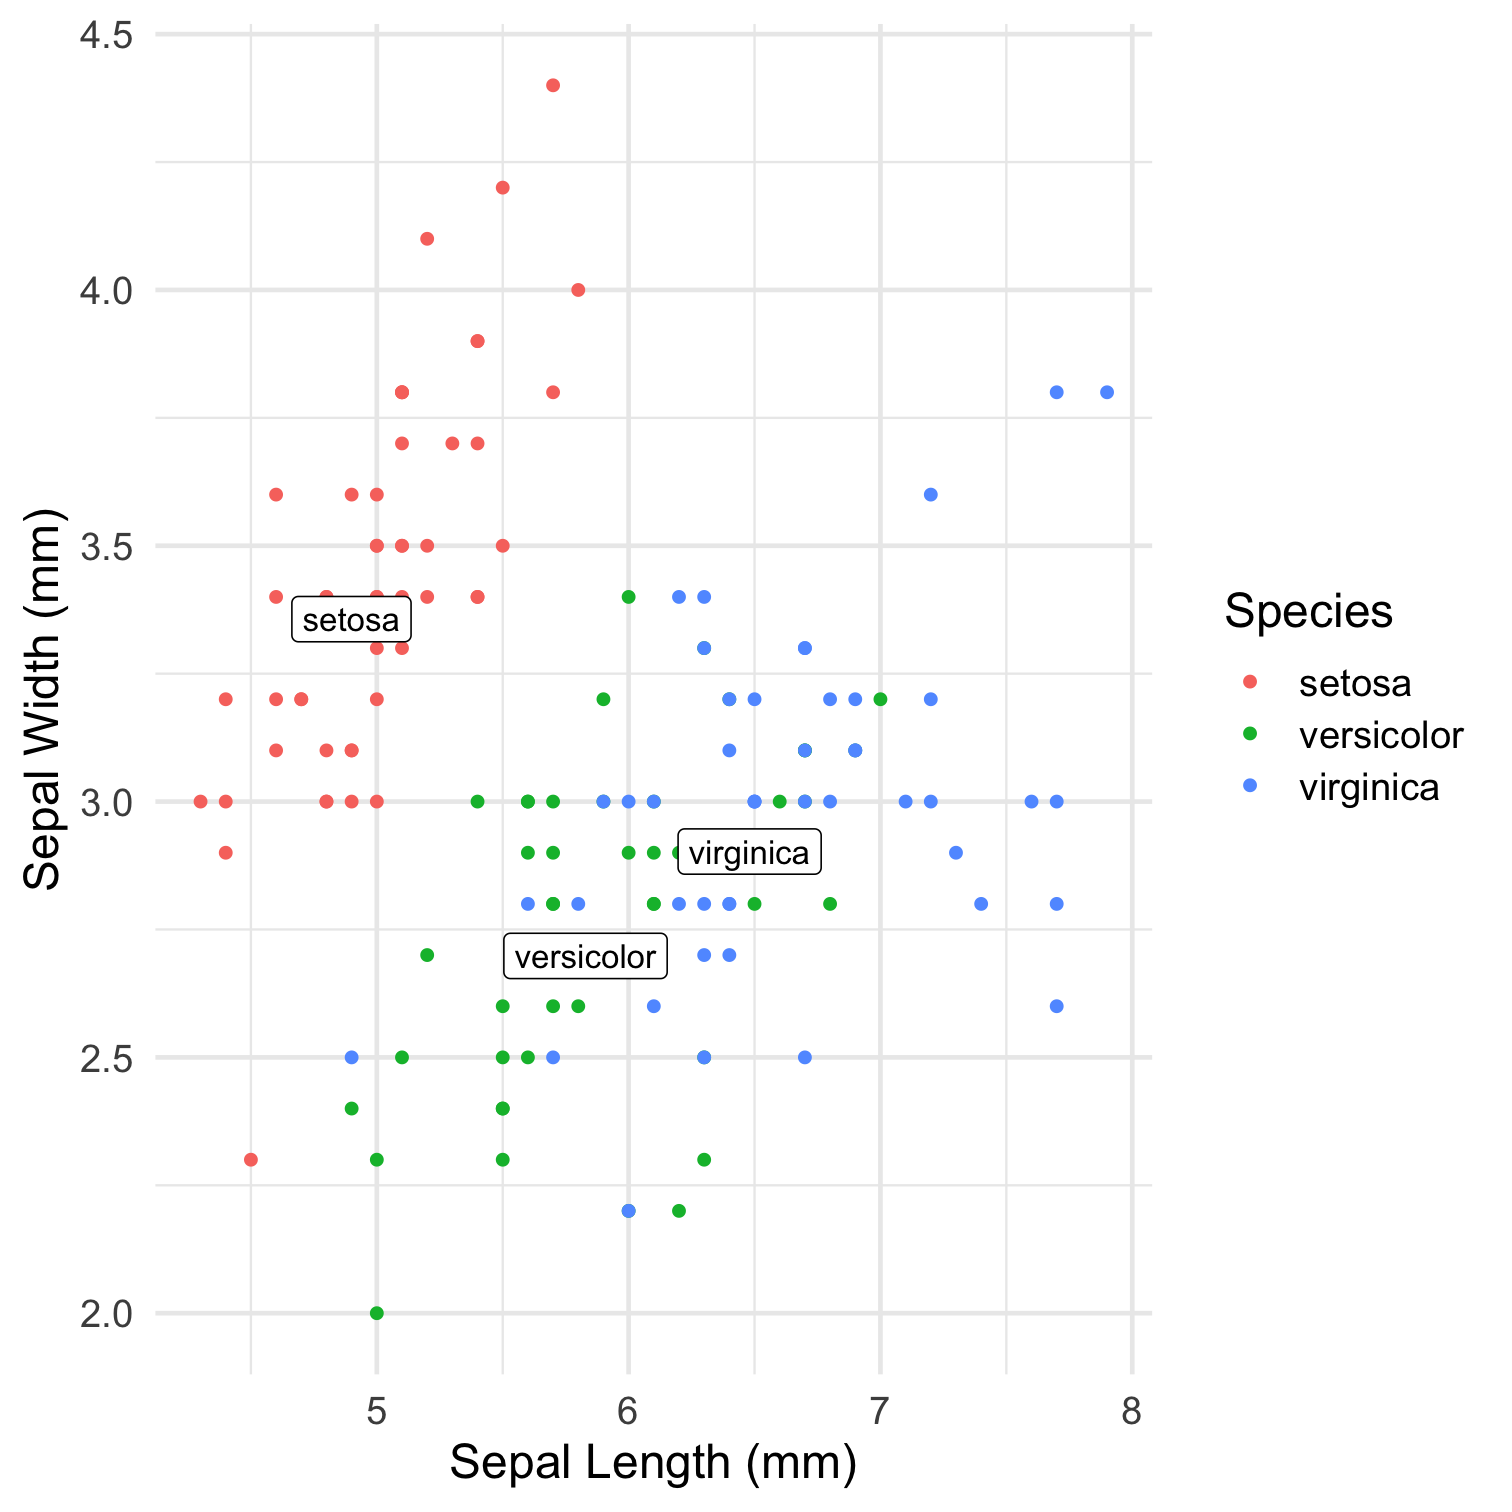 4.5
4.0
3.5
3.0
2.5
2.0
Sepal Width (mm)
setosa
virginica
versicolor
5 6 7 8
Sepal Length (mm)
Species
setosa
versicolor
virginica